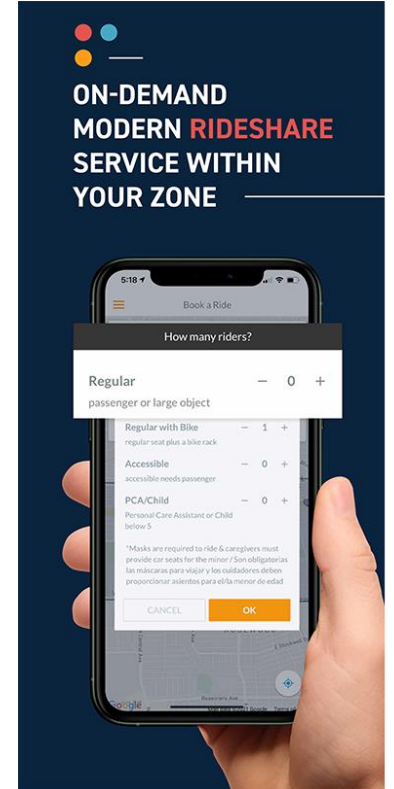 ON-DEMAND
MODERN RIDESHARE
SERVICE WITHIN
YOUR ZONE
5:18
Book a Ride
How many riders?
Regular − 0 +
passenger or large object
Regular with Bike − 1 +
regular seat plus a bike rack
Accessible − 0 +
accessible needs passenger
PCA/Child − 0 +
Personal Care Assistant or Child
below 5
*Masks are required to ride & caregivers must
provide car seats for the minor / Son obligatorias
las máscaras para viajar y los cuidadores deben
proporcionar asientos para el/la menor de edad
CANCEL OK
Google